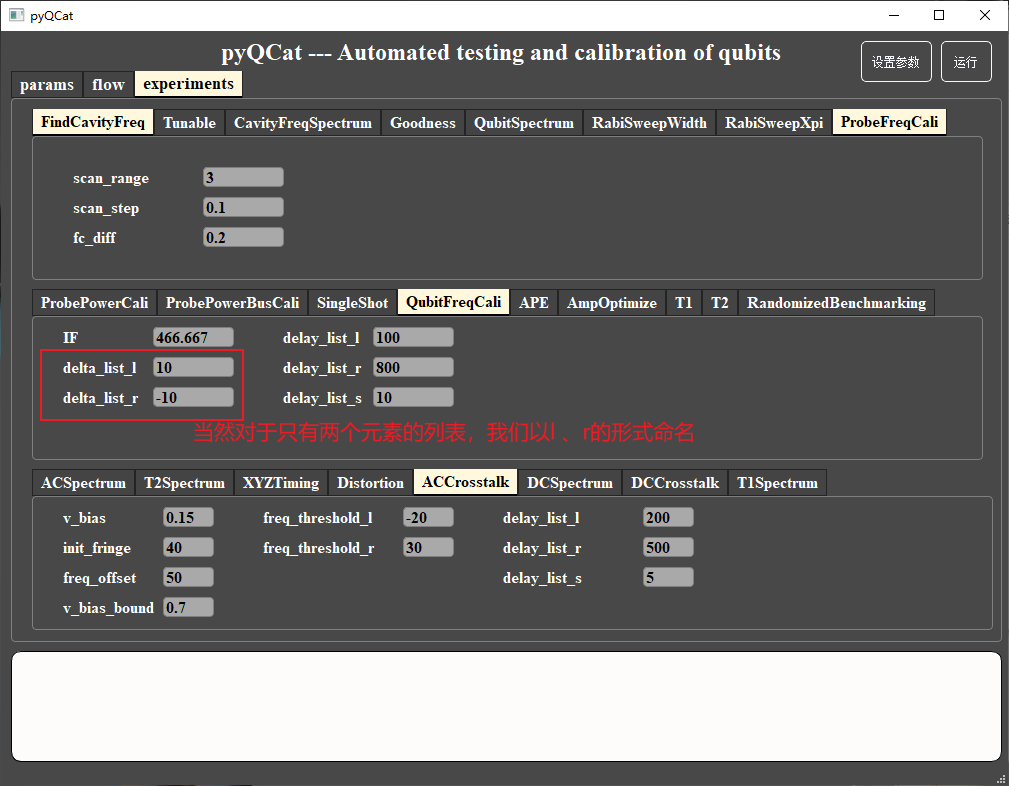 pyQCat
pyQCat --- Automated testing and calibration of qubits
设置参数 运行
params flow experiments
FindCavityFreq Tunable CavityFreqSpectrum Goodness QubitSpectrum RabiSweepWidth RabiSweepXpi ProbeFreqCali
scan_range 3
scan_step 0.1
fc_diff 0.2
ProbePowerCali ProbePowerBusCali SingleShot QubitFreqCali APE AmpOptimize T1 T2 RandomizedBenchmarking
IF 466.667 delay_list_l 100
delta_list_l 10 delay_list_r 800
delta_list_r -10 delay_list_s 10
当然对于只有两个元素的列表，我们以l 、r的形式命名
ACSpectrum T2Spectrum XYZTiming Distortion ACCrosstalk DCSpectrum DCCrosstalk T1Spectrum
v_bias 0.15 freq_threshold_l -20 delay_list_l 200
init_fringe 40 freq_threshold_r 30 delay_list_r 500
freq_offset 50 delay_list_s 5
v_bias_bound 0.7